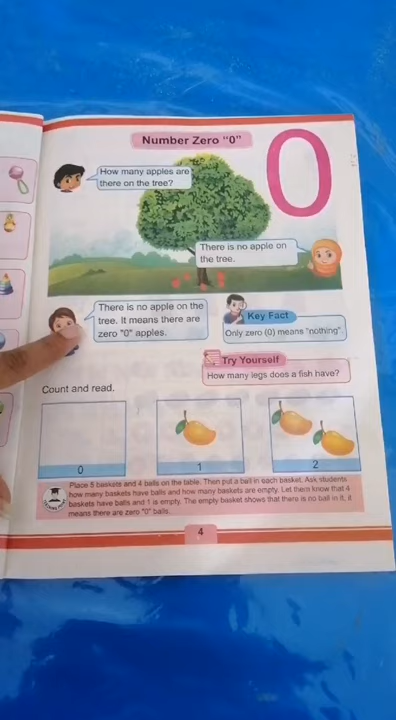 Number Zero "0"
0
How many apples are
there on the tree?
There is no apple on
the tree.
There is no apple on the
tree. It means there are
zero "0" apples.
Key Fact
Only zero (0) means "nothing".
Try Yourself
How many legs does a fish have?
Count and read.
0
1
2
Place 5 baskets and 4 balls on the table. Then put a ball in each basket. Ask students
how many baskets have balls and how many baskets are empty. Let them know that 4
baskets have balls and 1 is empty. The empty basket shows that there is no ball in it, it
means there are zero "0" balls.
4